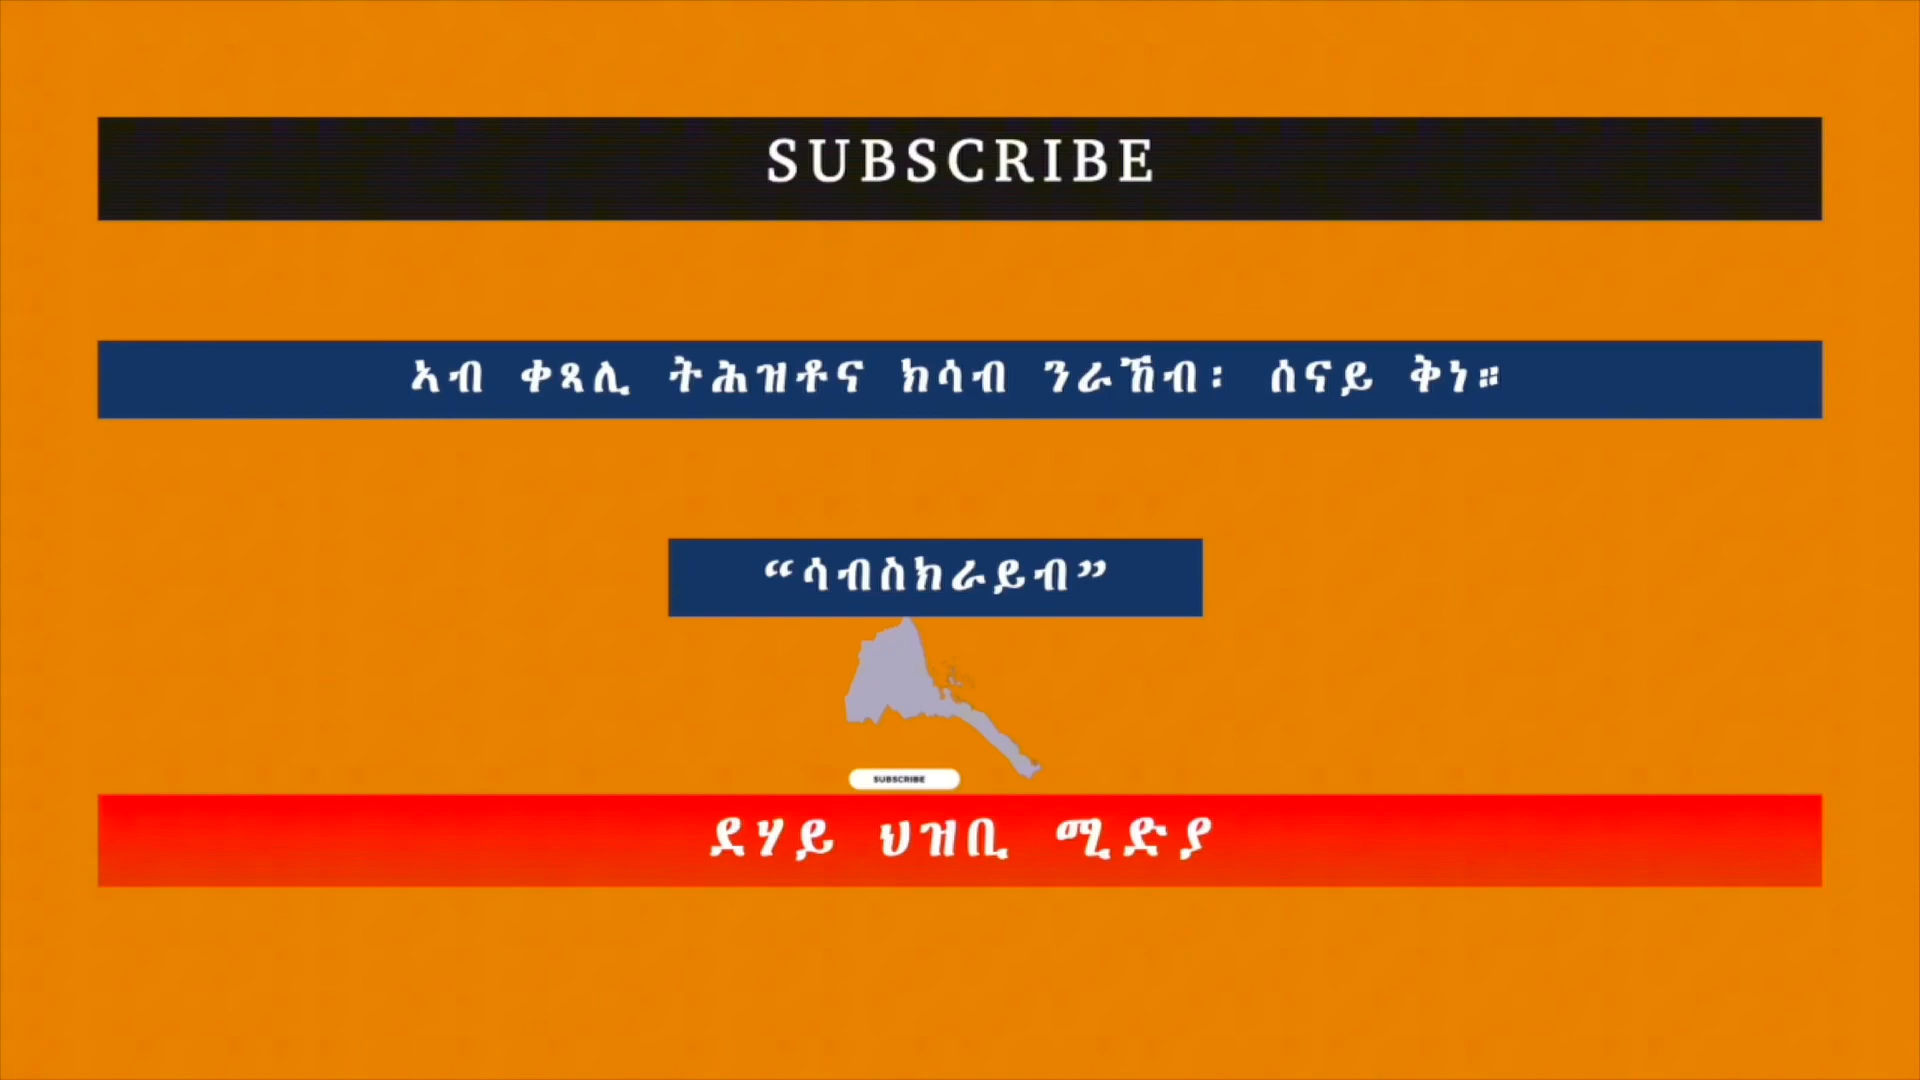 SUBSCRIBE
ኣብ ቀጻሊ ትሕዝቶና ክሳብ ንራኸብ፡ ሰናይ ቅነ።
“ሳብስክራይብ”
SUBSCRIBE
ደሃይ ህዝቢ ሚድያ